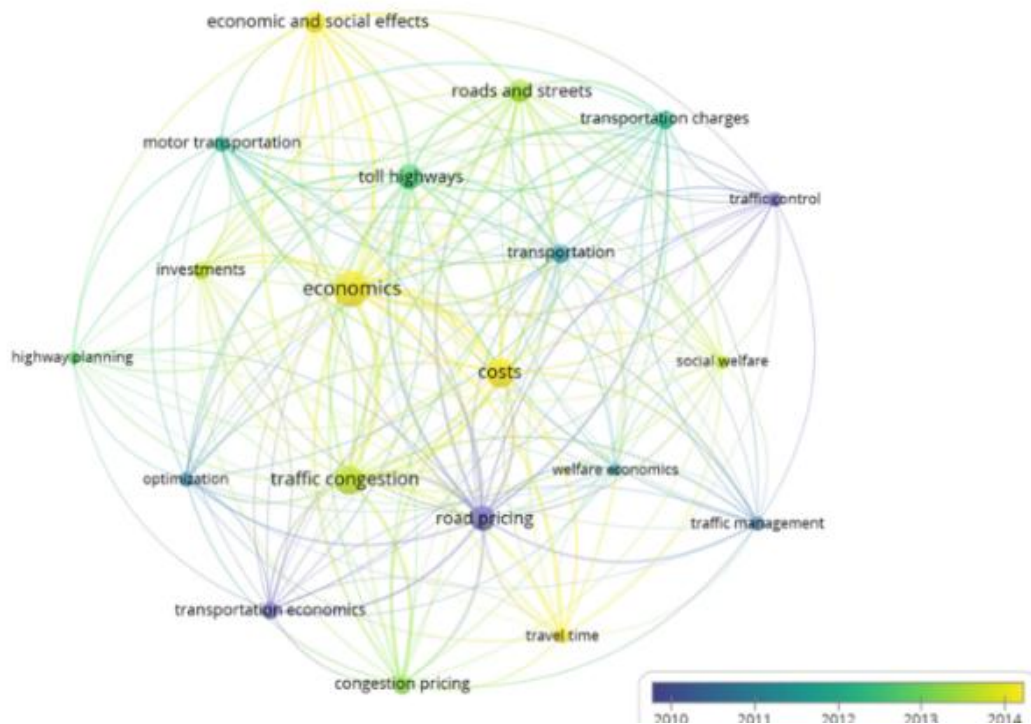 economic and social effects
roads and streets
transportation charges
motor transportation
toll highways
traffic control
transportation
investments
economics
highway planning
social welfare
costs
welfare economics
optimization
traffic congestion
road pricing
traffic management
transportation economics
travel time
congestion pricing
2010 2011 2012 2013 2014